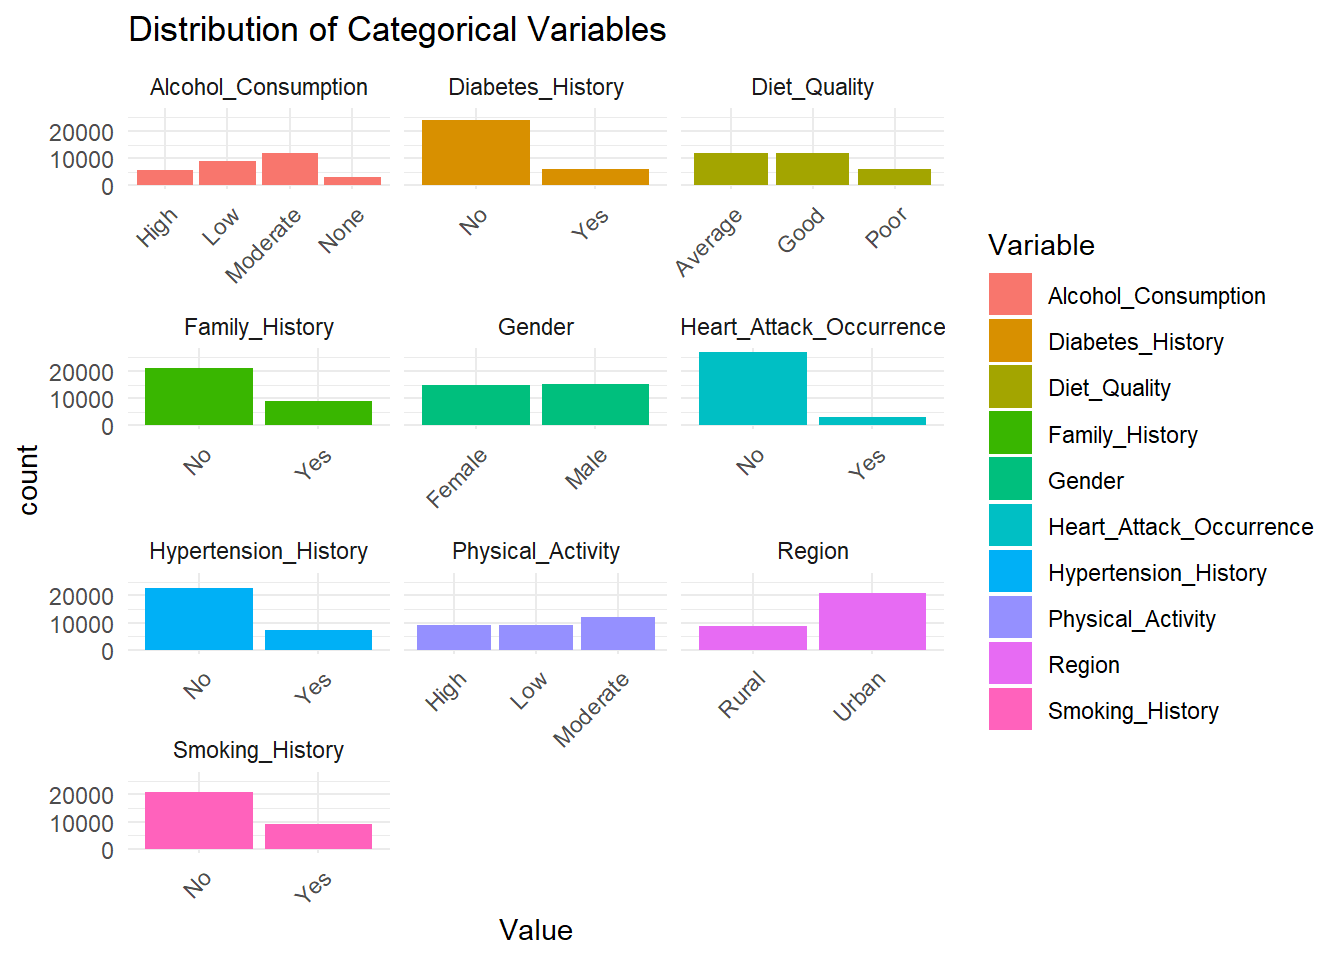 Distribution of Categorical Variables
Alcohol_Consumption
Diabetes_History
Diet_Quality
20000
10000
0
High
Low
Moderate
None
No
Yes
Average
Good
Poor
Family_History
Gender
Heart_Attack_Occurrence
20000
10000
0
No
Yes
Female
Male
No
Yes
Hypertension_History
Physical_Activity
Region
20000
10000
0
No
Yes
High
Low
Moderate
Rural
Urban
Smoking_History
20000
10000
0
No
Yes
count
Value
Variable
Alcohol_Consumption
Diabetes_History
Diet_Quality
Family_History
Gender
Heart_Attack_Occurrence
Hypertension_History
Physical_Activity
Region
Smoking_History